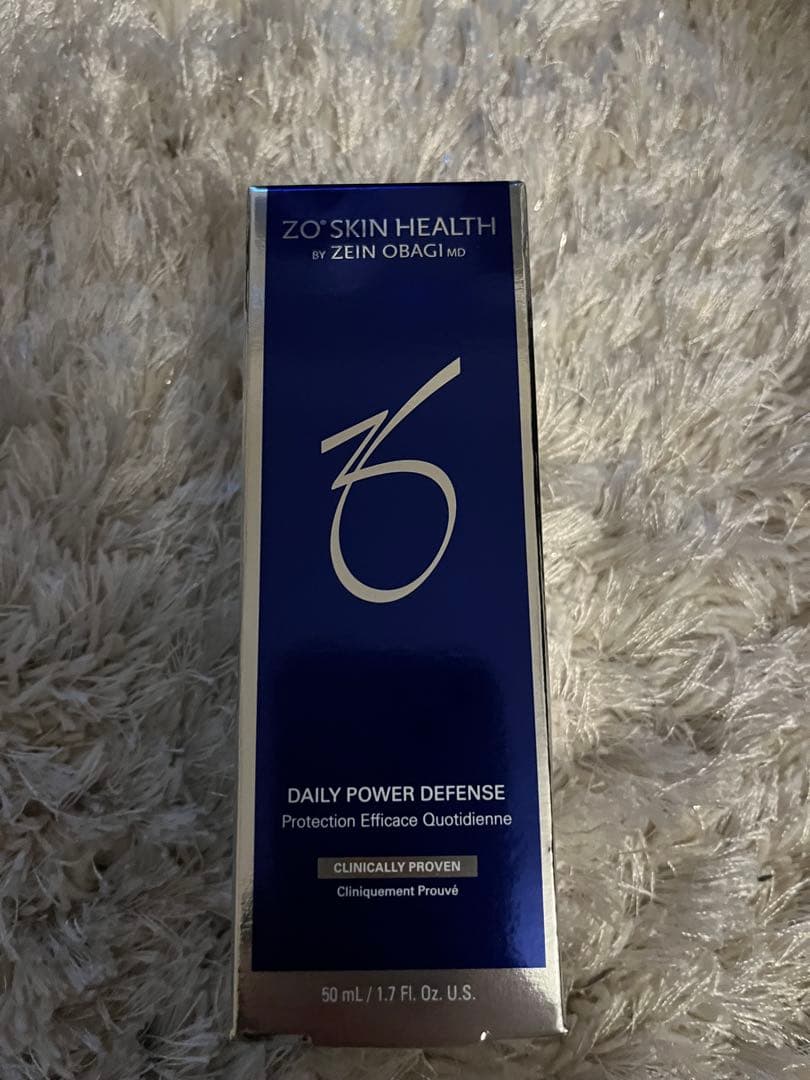 ZO® SKIN HEALTH
BY ZEIN OBAGI MD
ZO
DAILY POWER DEFENSE
Protection Efficace Quotidienne
CLINICALLY PROVEN
Cliniquement Prouvé
50 mL / 1.7 Fl. Oz. U.S.